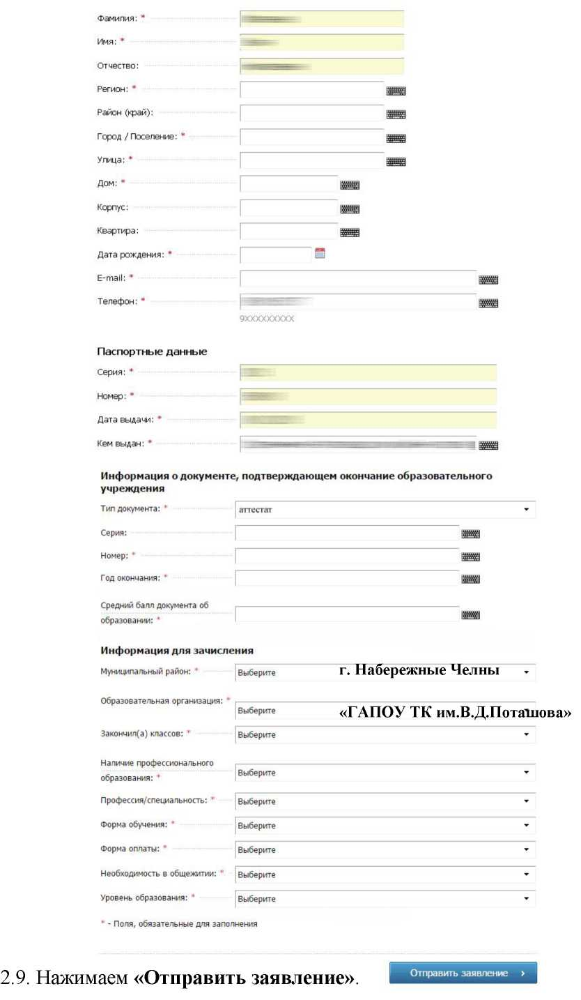 Фамилия: *
Имя: *
Отчество:
Регион: *
Район (край):
Город / Поселение: *
Улица: *
Дом: *
Корпус:
Квартира:
Дата рождения: *
E-mail: *
Телефон: *
9XXXXXXXXX
Паспортные данные
Серия: *
Номер: *
Дата выдачи: *
Кем выдан: *
Информация о документе, подтверждающем окончание образовательного
учреждения
Тип документа: * аттестат
Серия:
Номер: *
Год окончания: *
Средний балл документа об
образовании: *
Информация для зачисления
Муниципальный район: * Выберите г. Набережные Челны
Образовательная организация: *
Выберите «ГАПОУ ТК им.В.Д.Поташова»
Закончил(а) классов: * Выберите
Наличие профессионального
образования: * Выберите
Профессия/специальность: * Выберите
Форма обучения: * Выберите
Форма оплаты: * Выберите
Необходимость в общежитии: * Выберите
Уровень образования: * Выберите
* - Поля, обязательные для заполнения
2.9. Нажимаем «Отправить заявление». Отправить заявление ›